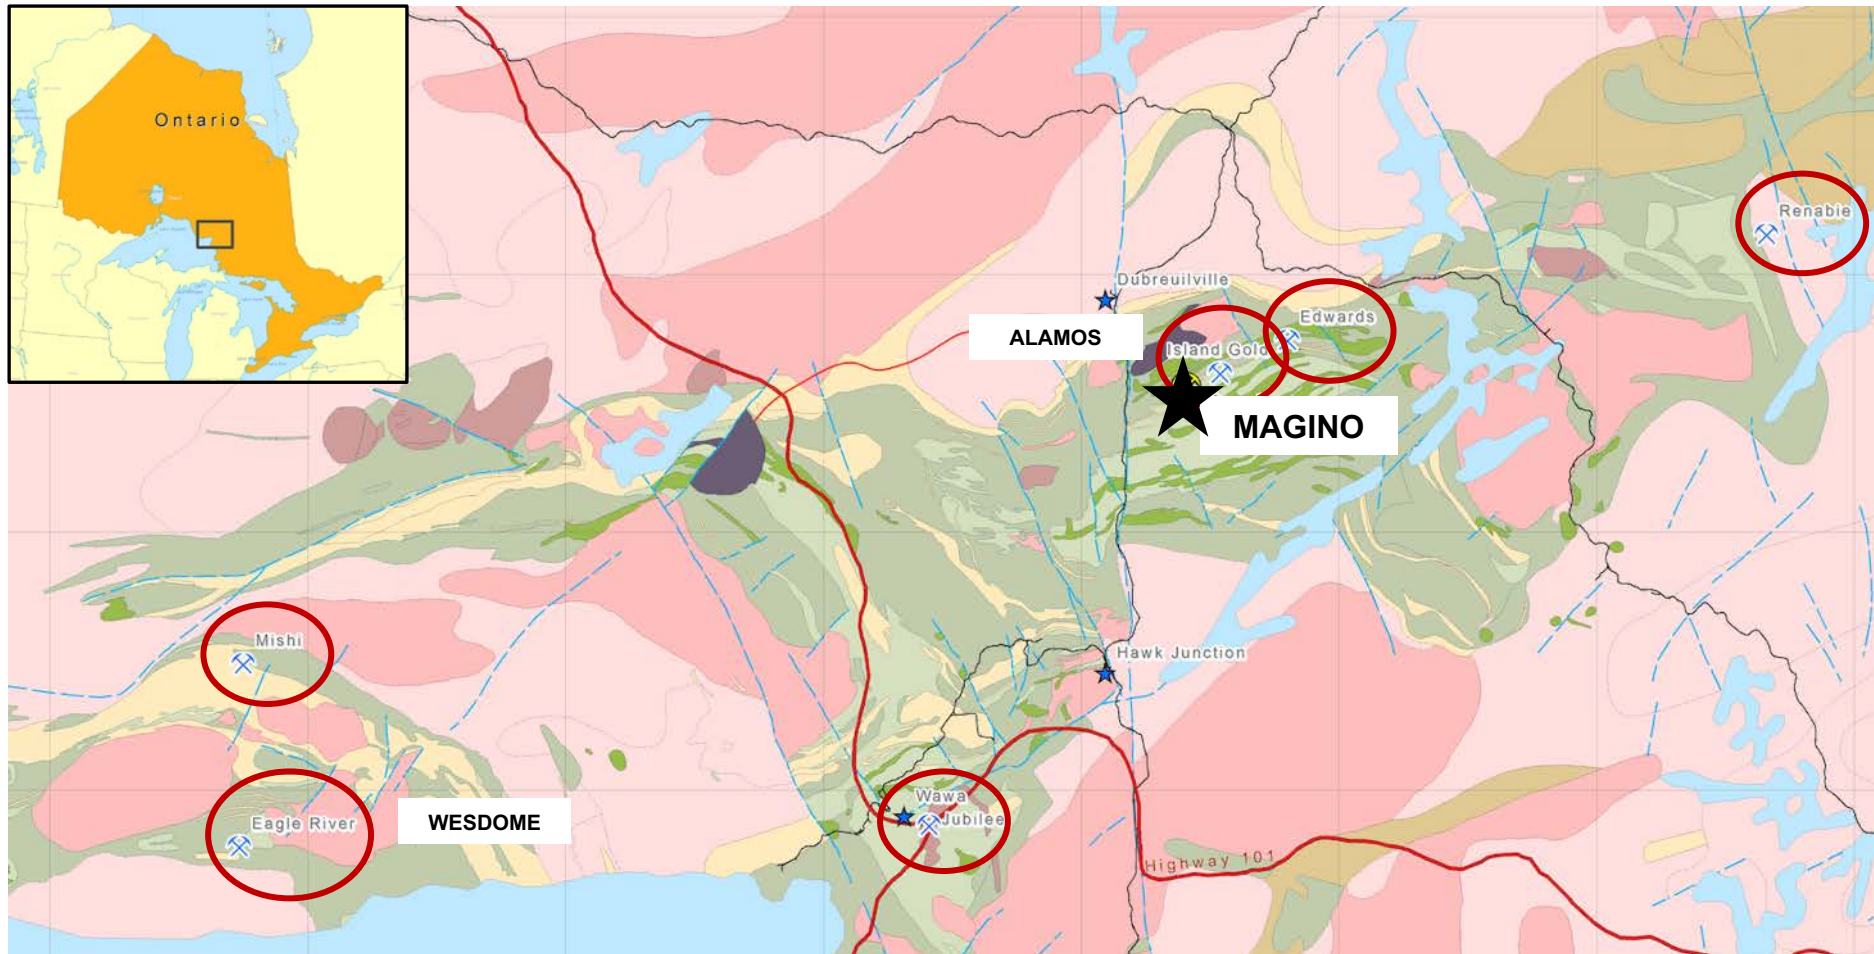 Ontario
Renabie
Dubreuilville
Edwards
ALAMOS
Island Gold
MAGINO
Mishi
Hawk Junction
Wawa
Jubilee
Eagle River
WESDOME
Highway 101